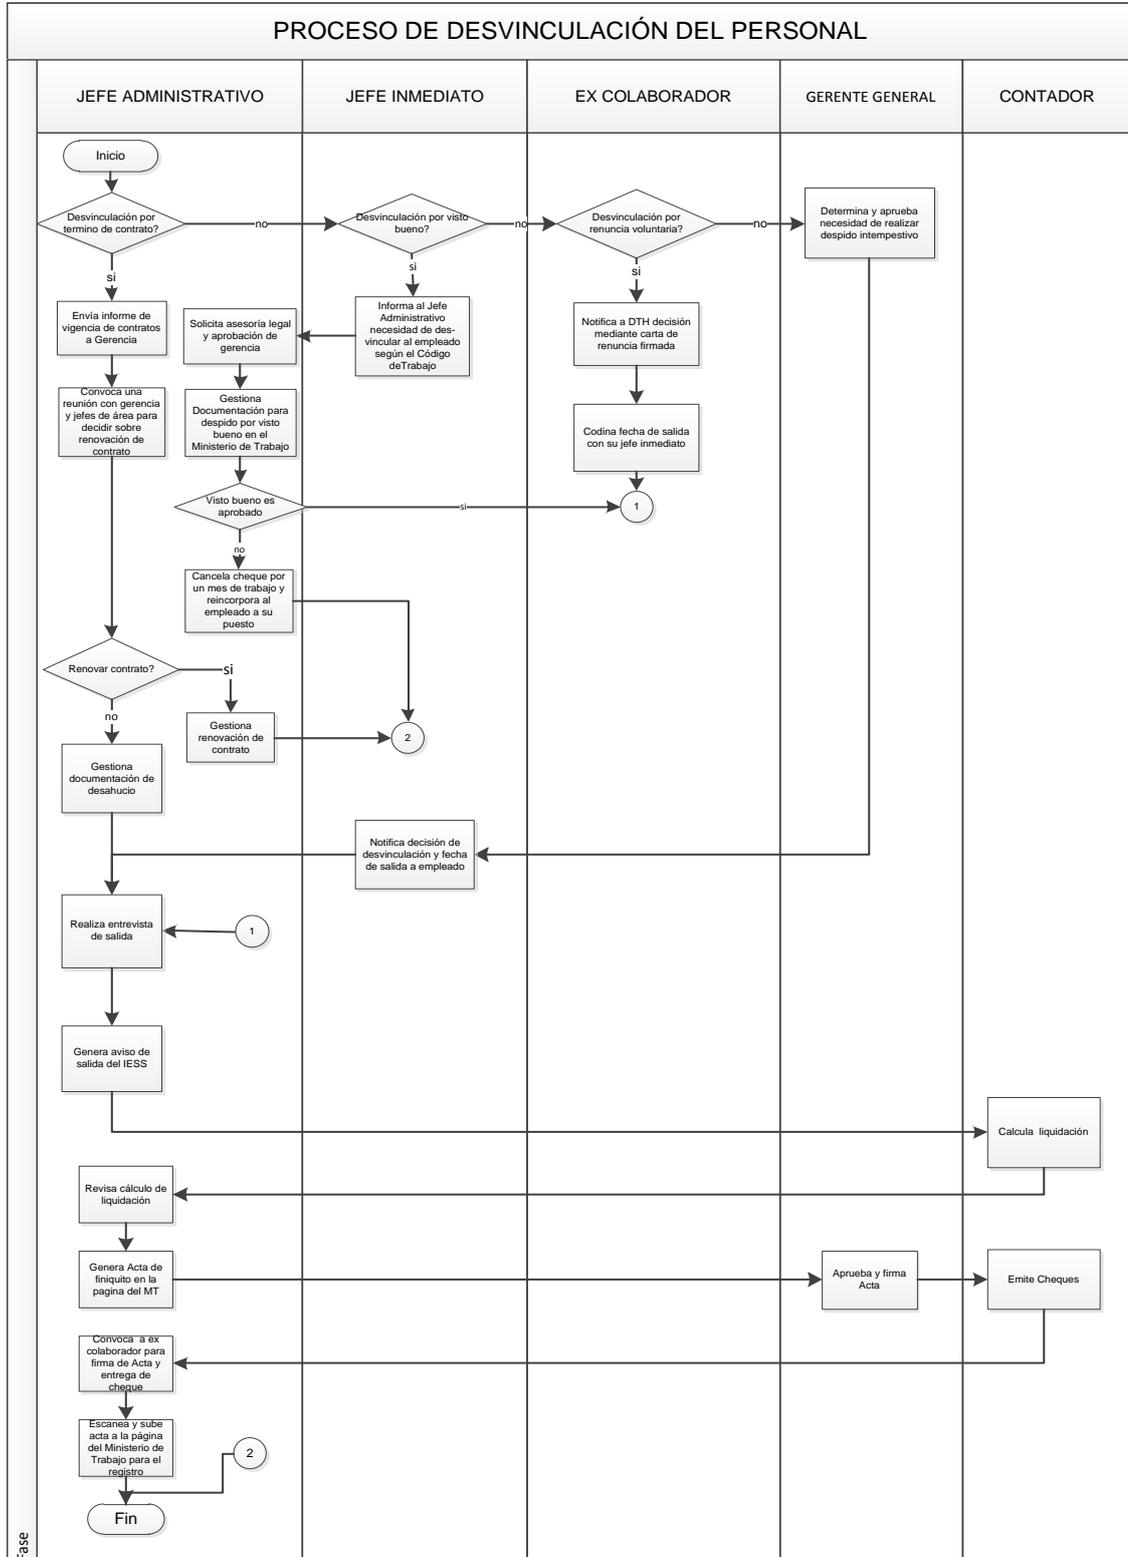 PROCESO DE DESVINCULACIÓN DEL PERSONAL
JEFE ADMINISTRATIVO
JEFE INMEDIATO
EX COLABORADOR
GERENTE GENERAL
CONTADOR
Inicio
Desvinculación por
termino de contrato?
no
Desvinculación por visto
bueno?
no
Desvinculación por
renuncia voluntaria?
no
Determina y aprueba
necesidad de realizar
despido intempestivo
si
si
si
Envía informe de
vigencia de contratos
a Gerencia
Solicita asesoría legal
y aprobación de
gerencia
Informa al Jefe
Administrativo
necesidad de des-
vincular al empleado
según el Código
deTrabajo
Notifica a DTH decisión
mediante carta de
renuncia firmada
Convoca una
reunión con gerencia
y jefes de área para
decidir sobre
renovación de
contrato
Gestiona
Documentación para
despido por visto
bueno en el
Ministerio de Trabajo
Codina fecha de salida
con su jefe inmediato
Visto bueno es
aprobado
si
1
no
Cancela cheque por
un mes de trabajo y
reincorpora al
empleado a su
puesto
Renovar contrato?
si
no
Gestiona
renovación de
contrato
2
Gestiona
documentación de
desahucio
Notifica decisión de
desvinculación y fecha
de salida a empleado
Realiza entrevista
de salida
1
Genera aviso de
salida del IESS
Calcula liquidación
Revisa cálculo de
liquidación
Genera Acta de
finiquito en la
pagina del MT
Aprueba y firma
Acta
Emite Cheques
Convoca a ex
colaborador para
firma de Acta y
entrega de
cheque
Escanea y sube
acta a la página
del Ministerio de
Trabajo para el
registro
2
Fin
Fase